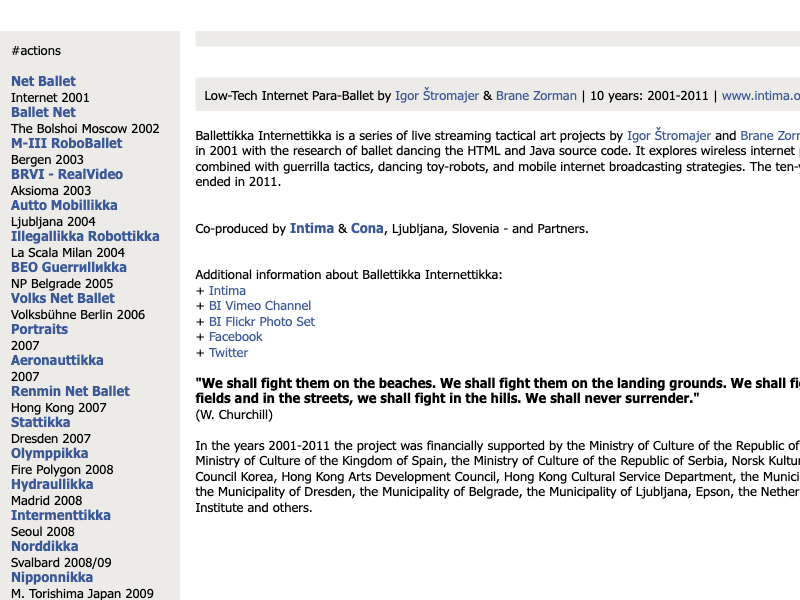 #actions
Net Ballet
Internet 2001
Ballet Net
The Bolshoi Moscow 2002
M-III RoboBallet
Bergen 2003
BRVI - RealVideo
Aksioma 2003
Autto Mobillikka
Ljubljana 2004
Illegallikka Robottikka
La Scala Milan 2004
BEO Guerrиllиkka
NP Belgrade 2005
Volks Net Ballet
Volksbühne Berlin 2006
Portraits
2007
Aeronauttikka
2007
Renmin Net Ballet
Hong Kong 2007
Stattikka
Dresden 2007
Olymppikka
Fire Polygon 2008
Hydraullikka
Madrid 2008
Intermenttikka
Seoul 2008
Norddikka
Svalbard 2008/09
Nipponnikka
M. Torishima Japan 2009
Low-Tech Internet Para-Ballet by Igor Štromajer & Brane Zorman | 10 years: 2001-2011 | www.intima.o
Ballettikka Internettikka is a series of live streaming tactical art projects by Igor Štromajer and Brane Zorr
in 2001 with the research of ballet dancing the HTML and Java source code. It explores wireless internet
combined with guerrilla tactics, dancing toy-robots, and mobile internet broadcasting strategies. The ten-y
ended in 2011.
Co-produced by Intima & Cona, Ljubljana, Slovenia - and Partners.
Additional information about Ballettikka Internettikka:
+ Intima
+ BI Vimeo Channel
+ BI Flickr Photo Set
+ Facebook
+ Twitter
"We shall fight them on the beaches. We shall fight them on the landing grounds. We shall fi
fields and in the streets, we shall fight in the hills. We shall never surrender."
(W. Churchill)
In the years 2001-2011 the project was financially supported by the Ministry of Culture of the Republic of
Ministry of Culture of the Kingdom of Spain, the Ministry of Culture of the Republic of Serbia, Norsk Kultu
Council Korea, Hong Kong Arts Development Council, Hong Kong Cultural Service Department, the Munici
the Municipality of Dresden, the Municipality of Belgrade, the Municipality of Ljubljana, Epson, the Nether
Institute and others.